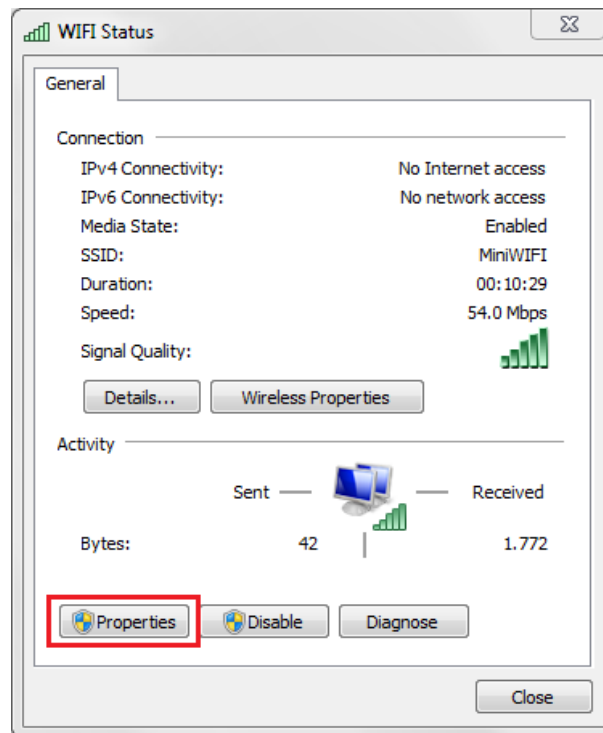 WIFI Status
General
Connection
IPv4 Connectivity: No Internet access
IPv6 Connectivity: No network access
Media State: Enabled
SSID: MiniWIFI
Duration: 00:10:29
Speed: 54.0 Mbps
Signal Quality:
Details... Wireless Properties
Activity
Sent Received
Bytes: 42 1.772
Properties Disable Diagnose
Close